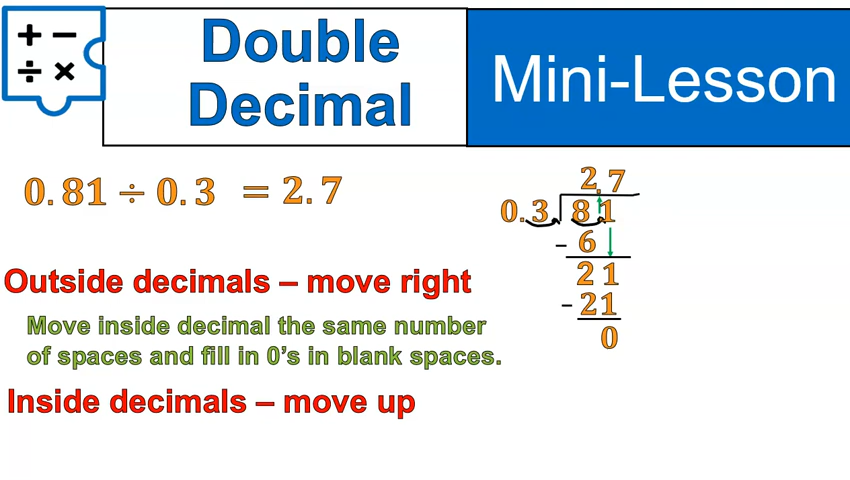 + −
÷ ×
Double
Decimal
Mini-Lesson
0.81 ÷ 0.3 = 2.7
2.7
0.3. 8.1
− 6
21
− 21
0
Outside decimals – move right
Move inside decimal the same number
of spaces and fill in 0's in blank spaces.
Inside decimals – move up